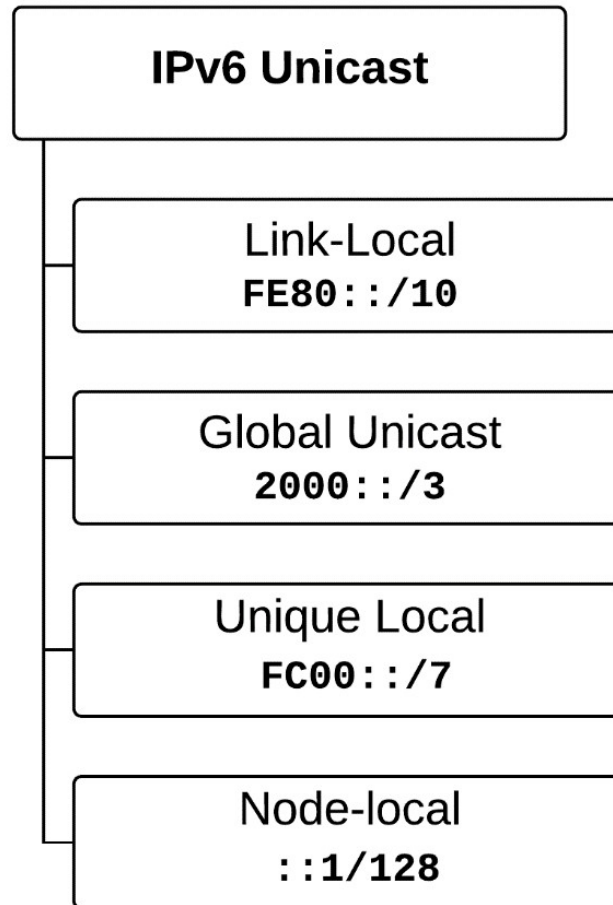 IPv6 Unicast
Link-Local
FE80::/10
Global Unicast
2000::/3
Unique Local
FC00::/7
Node-local
::1/128